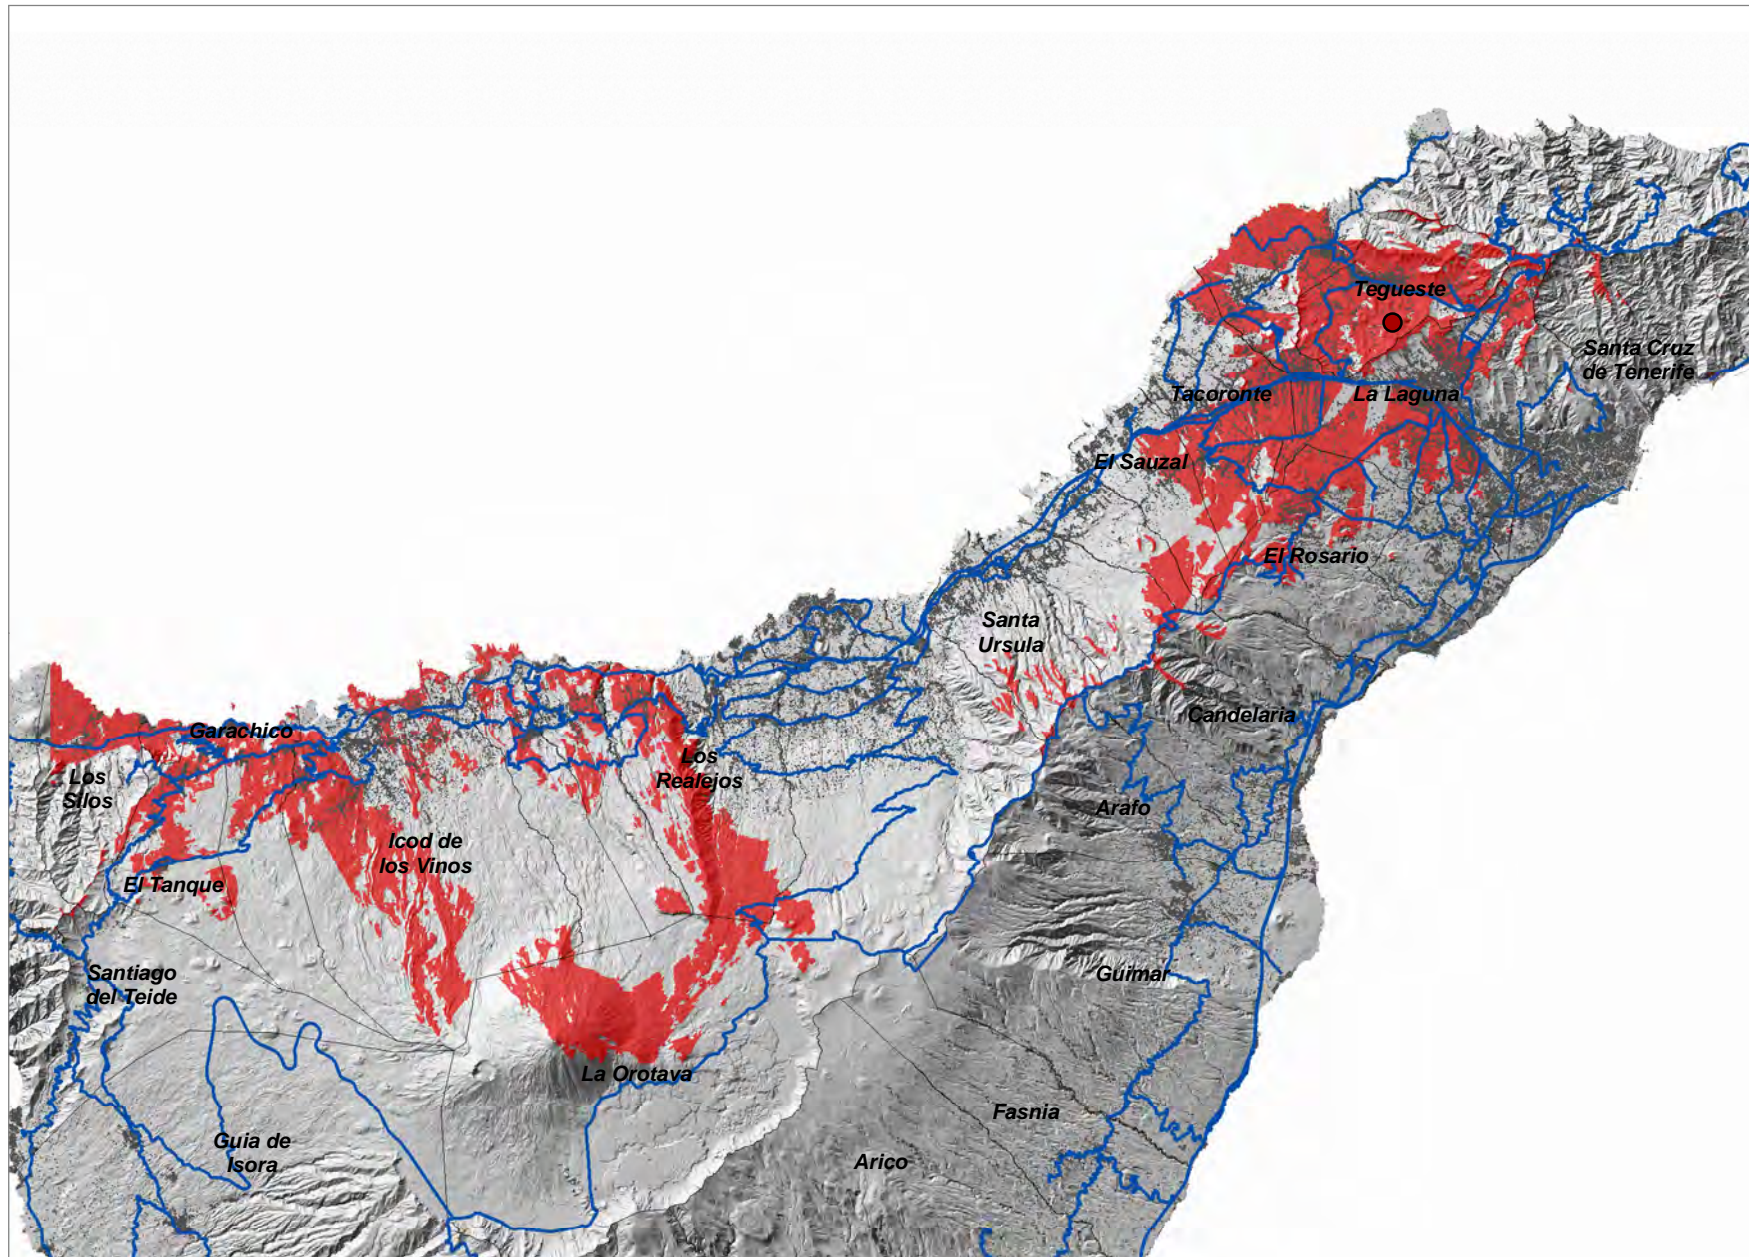 Tegueste
Santa Cruz
de Tenerife
Tacoronte
La Laguna
El Sauzal
El Rosario
Santa
Ursula
Candelaria
Garachico
Los
Realejos
Los
Silos
Arafo
Icod de
los Vinos
El Tanque
Santiago
del Teide
Guimar
La Orotava
Fasnia
Guia de
Isora
Arico